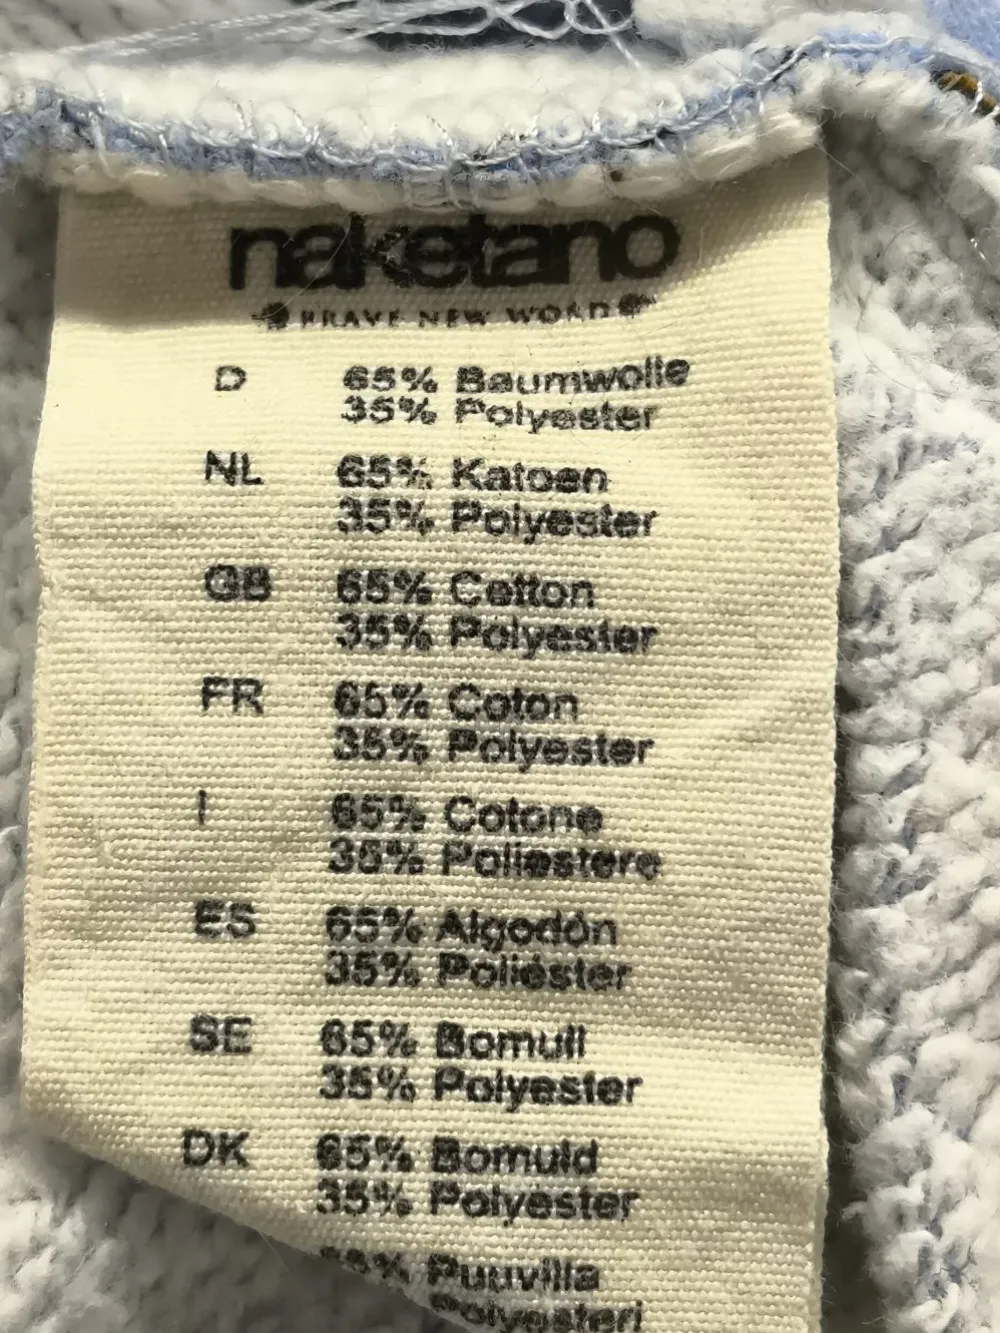 naketano
BRAVE NEW WORLD
D 65% Baumwolle
35% Polyester
NL 65% Katoen
35% Polyester
GB 65% Cotton
35% Polyester
FR 65% Coton
35% Polyester
I 65% Cotone
35% Poliestere
ES 65% Algodón
35% Poliéster
SE 65% Bomull
35% Polyester
DK 65% Bomuld
35% Polyester
Puuvilla
Polyesteri